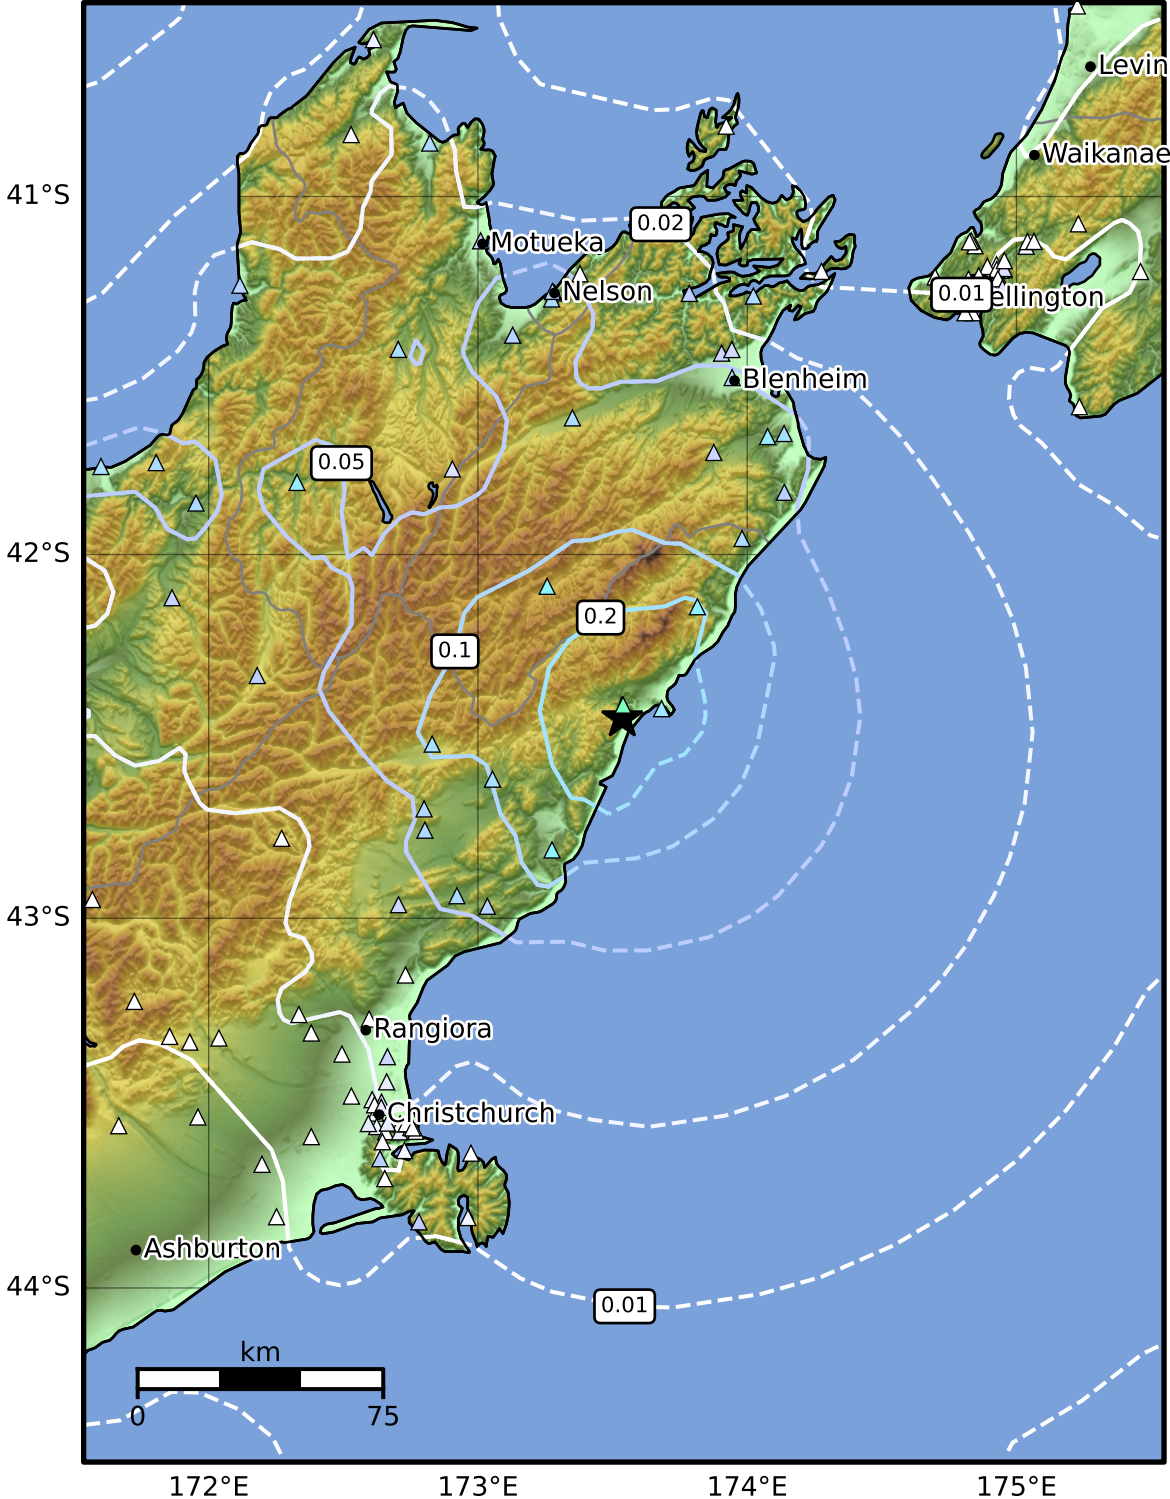 Levin
Waikanae
41°S
0.02
Motueka
Nelson
0.01
ellington
Blenheim
0.05
42°S
0.2
0.1
43°S
Rangiora
Christchurch
Ashburton
44°S
0.01
km
0 75
172°E 173°E 174°E 175°E